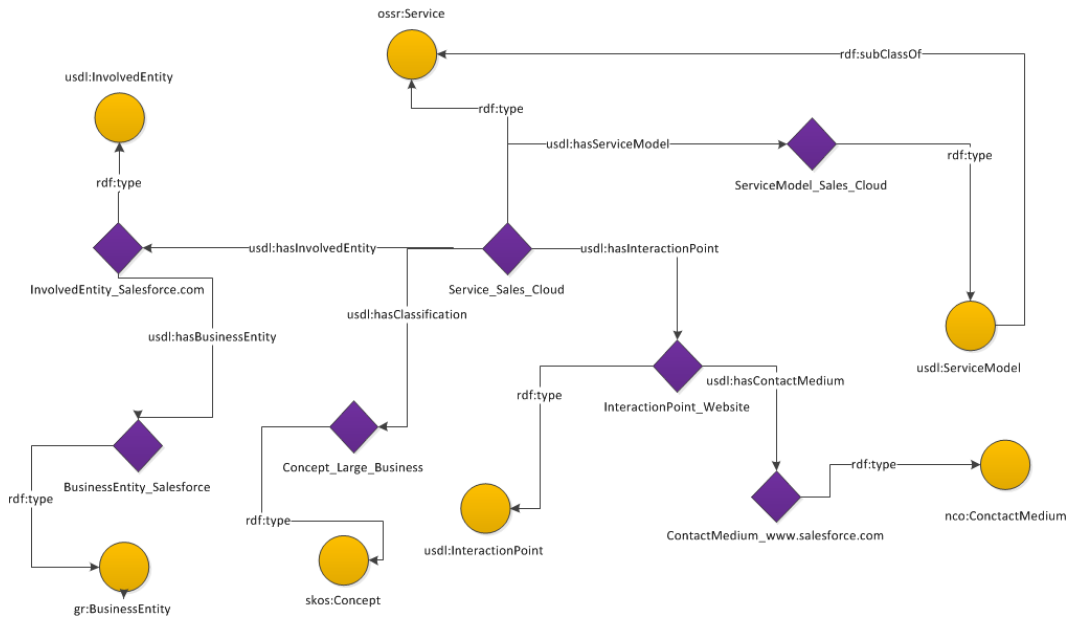 ossr:Service
rdf:subClassOf
usdl:InvolvedEntity
rdf:type
usdl:hasServiceModel
rdf:type
rdf:type
ServiceModel_Sales_Cloud
usdl:hasInvolvedEntity
usdl:hasInteractionPoint
InvolvedEntity_Salesforce.com
Service_Sales_Cloud
usdl:hasClassification
usdl:hasBusinessEntity
usdl:ServiceModel
usdl:hasContactMedium
rdf:type
InteractionPoint_Website
Concept_Large_Business
rdf:type
BusinessEntity_Salesforce
rdf:type
rdf:type
nco:ConctactMedium
ContactMedium_www.salesforce.com
usdl:InteractionPoint
skos:Concept
gr:BusinessEntity